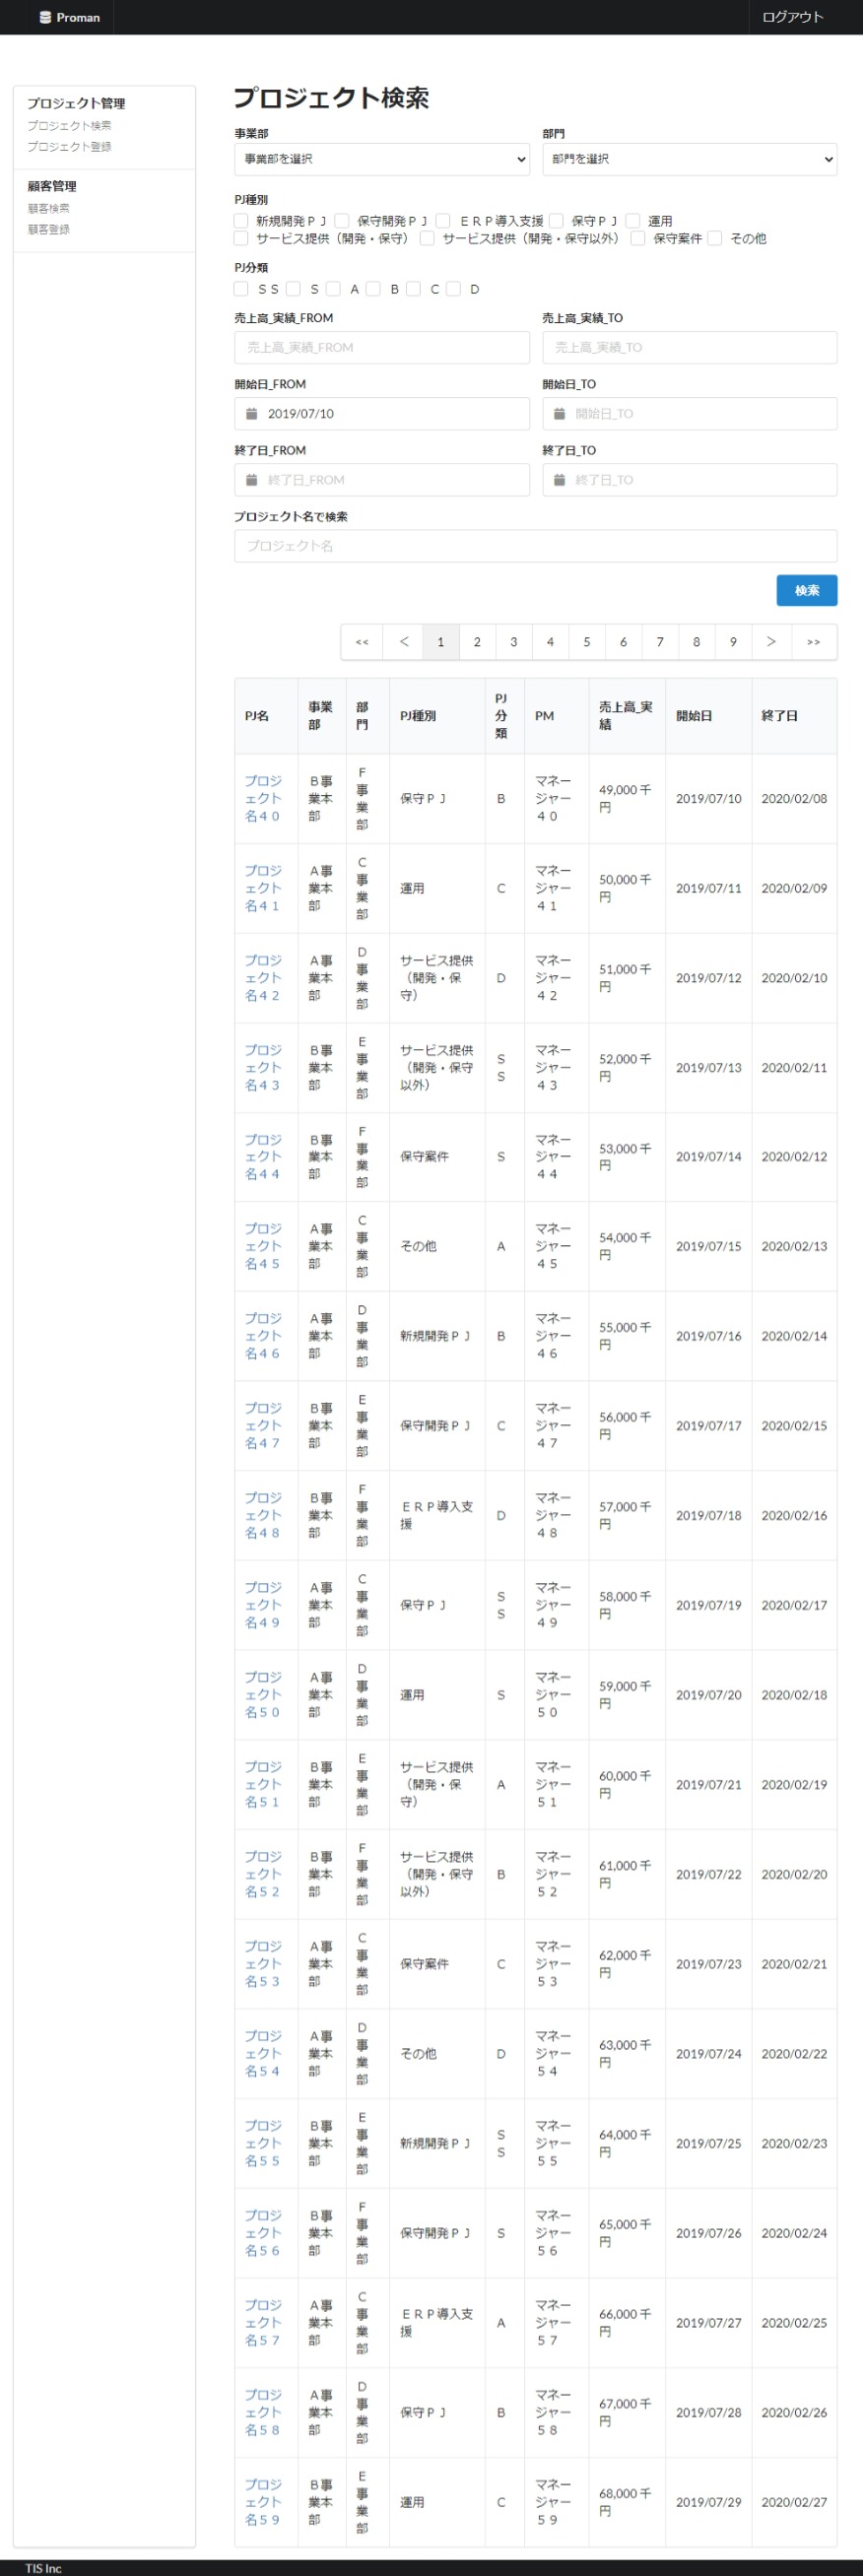 Proman
ログアウト
プロジェクト管理
プロジェクト検索
プロジェクト登録
顧客管理
顧客検索
顧客登録
プロジェクト検索
事業部 部門
事業部を選択 部門を選択
PJ種別
新規開発ＰＪ 保守開発ＰＪ ＥＲＰ導入支援 保守ＰＪ 運用
サービス提供（開発・保守） サービス提供（開発・保守以外） 保守案件 その他
PJ分類
ＳＳ Ｓ Ａ Ｂ Ｃ Ｄ
売上高_実績_FROM 売上高_実績_TO
売上高_実績_FROM 売上高_実績_TO
開始日_FROM 開始日_TO
2019/07/10 開始日_TO
終了日_FROM 終了日_TO
終了日_FROM 終了日_TO
プロジェクト名で検索
プロジェクト名
検索
<< < 1 2 3 4 5 6 7 8 9 > >>
PJ名 事業部 部門 PJ種別 PJ分類 PM 売上高_実績 開始日 終了日
プロジェクト名４０ Ｂ事業本部 Ｆ事業部 保守ＰＪ Ｂ マネージャー４０ 49,000 千円 2019/07/10 2020/02/08
プロジェクト名４１ Ａ事業本部 Ｃ事業部 運用 Ｃ マネージャー４１ 50,000 千円 2019/07/11 2020/02/09
プロジェクト名４２ Ａ事業本部 Ｄ事業部 サービス提供（開発・保守） Ｄ マネージャー４２ 51,000 千円 2019/07/12 2020/02/10
プロジェクト名４３ Ｂ事業本部 Ｅ事業部 サービス提供（開発・保守以外） ＳＳ マネージャー４３ 52,000 千円 2019/07/13 2020/02/11
プロジェクト名４４ Ｂ事業本部 Ｆ事業部 保守案件 Ｓ マネージャー４４ 53,000 千円 2019/07/14 2020/02/12
プロジェクト名４５ Ａ事業本部 Ｃ事業部 その他 Ａ マネージャー４５ 54,000 千円 2019/07/15 2020/02/13
プロジェクト名４６ Ａ事業本部 Ｄ事業部 新規開発ＰＪ Ｂ マネージャー４６ 55,000 千円 2019/07/16 2020/02/14
プロジェクト名４７ Ｂ事業本部 Ｅ事業部 保守開発ＰＪ Ｃ マネージャー４７ 56,000 千円 2019/07/17 2020/02/15
プロジェクト名４８ Ｂ事業本部 Ｆ事業部 ＥＲＰ導入支援 Ｄ マネージャー４８ 57,000 千円 2019/07/18 2020/02/16
プロジェクト名４９ Ａ事業本部 Ｃ事業部 保守ＰＪ ＳＳ マネージャー４９ 58,000 千円 2019/07/19 2020/02/17
プロジェクト名５０ Ａ事業本部 Ｄ事業部 運用 Ｓ マネージャー５０ 59,000 千円 2019/07/20 2020/02/18
プロジェクト名５１ Ｂ事業本部 Ｅ事業部 サービス提供（開発・保守） Ａ マネージャー５１ 60,000 千円 2019/07/21 2020/02/19
プロジェクト名５２ Ｂ事業本部 Ｆ事業部 サービス提供（開発・保守以外） Ｂ マネージャー５２ 61,000 千円 2019/07/22 2020/02/20
プロジェクト名５３ Ａ事業本部 Ｃ事業部 保守案件 Ｃ マネージャー５３ 62,000 千円 2019/07/23 2020/02/21
プロジェクト名５４ Ａ事業本部 Ｄ事業部 その他 Ｄ マネージャー５４ 63,000 千円 2019/07/24 2020/02/22
プロジェクト名５５ Ｂ事業本部 Ｅ事業部 新規開発ＰＪ ＳＳ マネージャー５５ 64,000 千円 2019/07/25 2020/02/23
プロジェクト名５６ Ｂ事業本部 Ｆ事業部 保守開発ＰＪ Ｓ マネージャー５６ 65,000 千円 2019/07/26 2020/02/24
プロジェクト名５７ Ａ事業本部 Ｃ事業部 ＥＲＰ導入支援 Ａ マネージャー５７ 66,000 千円 2019/07/27 2020/02/25
プロジェクト名５８ Ａ事業本部 Ｄ事業部 保守ＰＪ Ｂ マネージャー５８ 67,000 千円 2019/07/28 2020/02/26
プロジェクト名５９ Ｂ事業本部 Ｅ事業部 運用 Ｃ マネージャー５９ 68,000 千円 2019/07/29 2020/02/27
TIS Inc